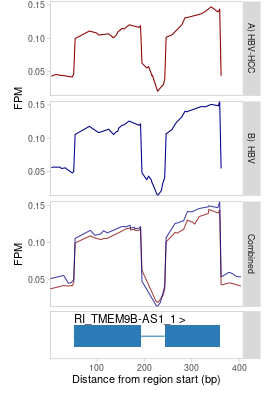 0.15
0.10
0.05
FPM
A) HBV-HCC
0.15
0.10
0.05
B) HBV
0.15
0.10
0.05
FPM
Combined
RI_TMEM9B-AS1_1 >
100
200
300
400
Distance from region start (bp)